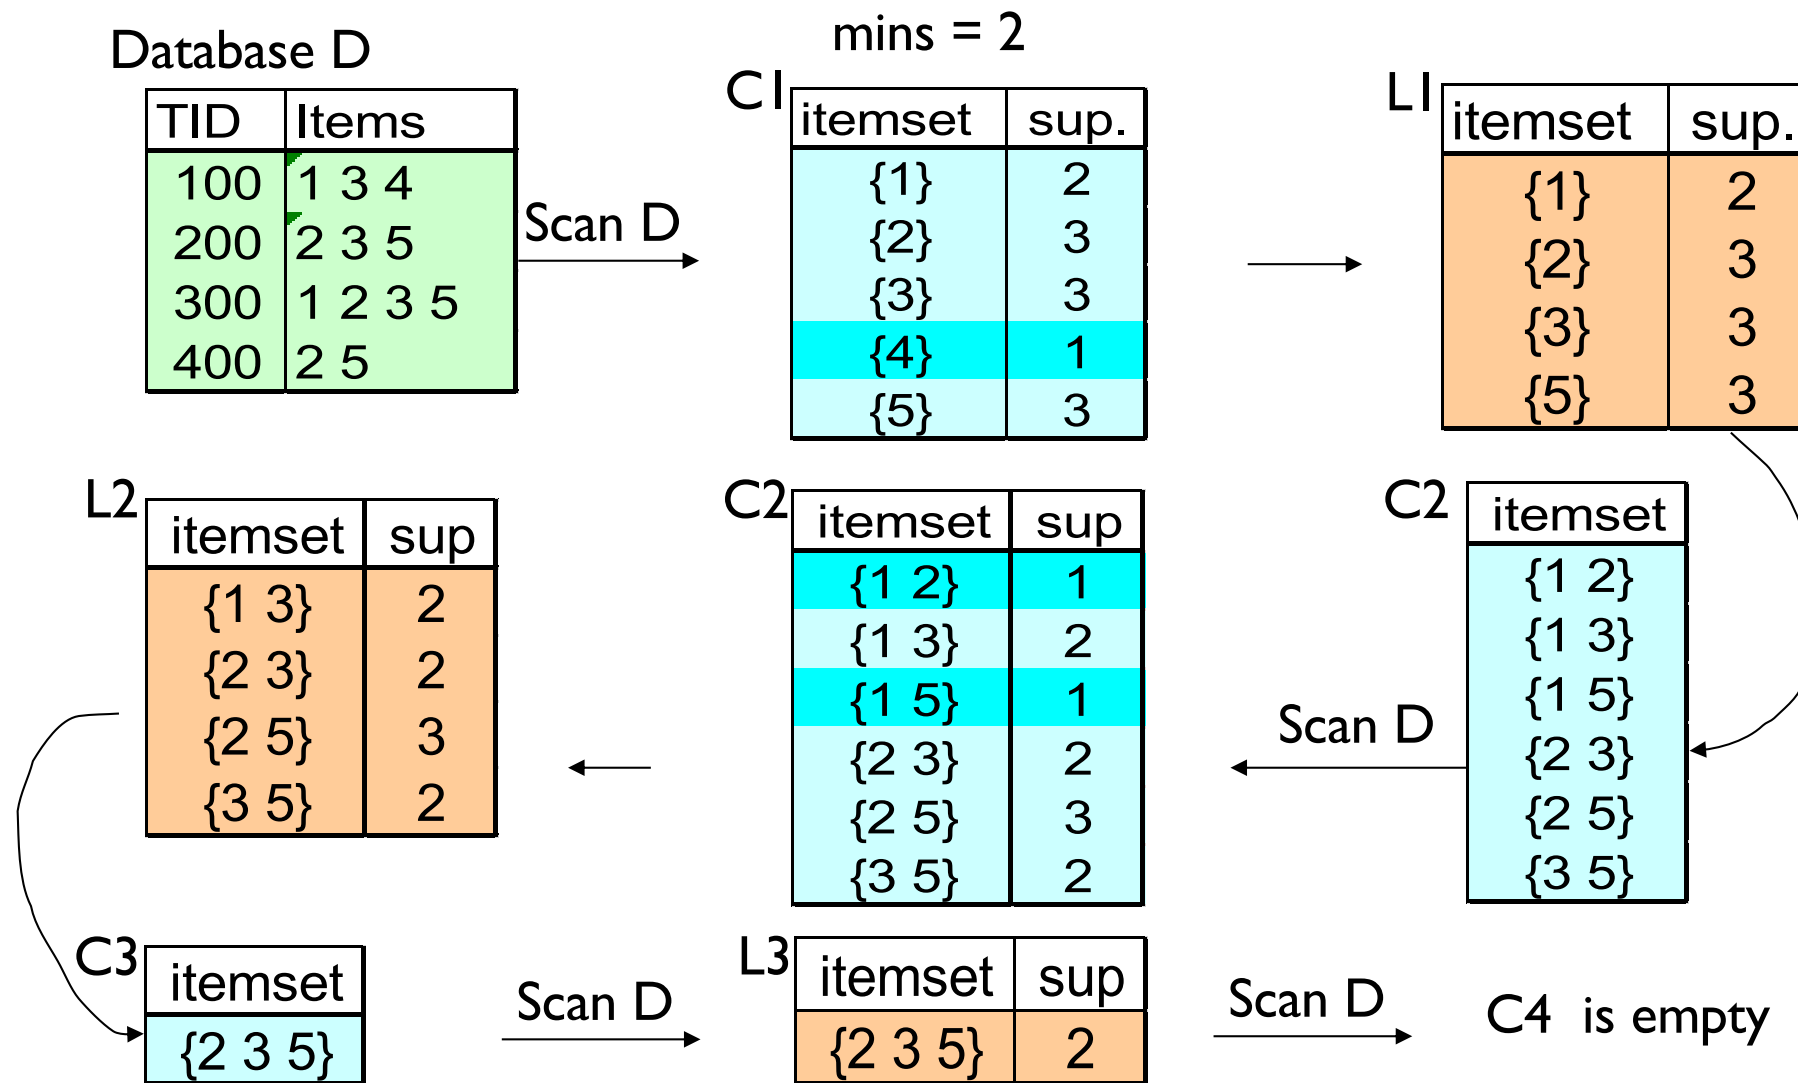 mins = 2
Database D
TID Items
100 1 3 4
200 2 3 5
300 1 2 3 5
400 2 5
Scan D
C1
itemset sup.
{1} 2
{2} 3
{3} 3
{4} 1
{5} 3
L1
itemset sup.
{1} 2
{2} 3
{3} 3
{5} 3
C2
itemset
{1 2}
{1 3}
{1 5}
{2 3}
{2 5}
{3 5}
Scan D
C2
itemset sup
{1 2} 1
{1 3} 2
{1 5} 1
{2 3} 2
{2 5} 3
{3 5} 2
L2
itemset sup
{1 3} 2
{2 3} 2
{2 5} 3
{3 5} 2
C3
itemset
{2 3 5}
Scan D
L3
itemset sup
{2 3 5} 2
Scan D
C4 is empty